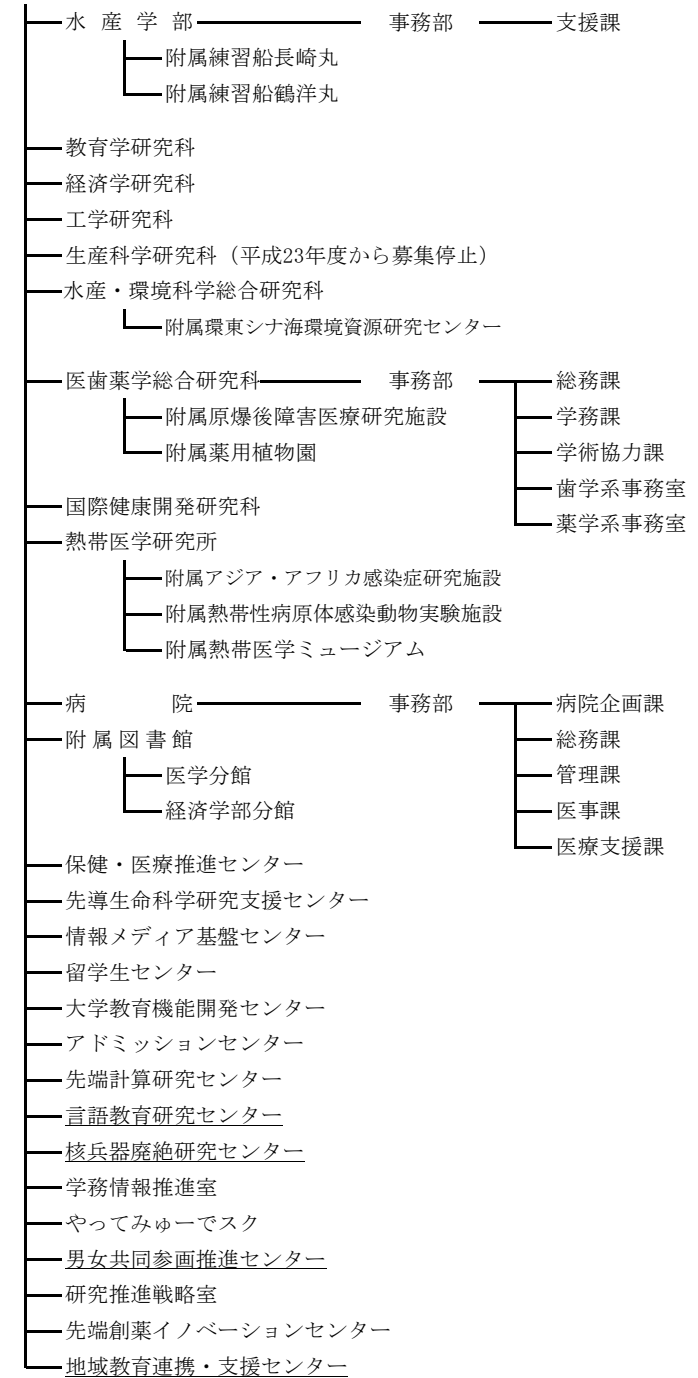 水産学部 事務部 支援課
附属練習船長崎丸
附属練習船鶴洋丸
教育学研究科
経済学研究科
工学研究科
生産科学研究科（平成23年度から募集停止）
水産・環境科学総合研究科
附属環東シナ海環境資源研究センター
医歯薬学総合研究科 事務部 総務課
附属原爆後障害医療研究施設 学務課
附属薬用植物園 学術協力課
歯学系事務室
国際健康開発研究科 薬学系事務室
熱帯医学研究所
附属アジア・アフリカ感染症研究施設
附属熱帯性病原体感染動物実験施設
附属熱帯医学ミュージアム
病院 事務部 病院企画課
附属図書館 総務課
医学分館 管理課
経済学部分館 医事課
医療支援課
保健・医療推進センター
先導生命科学研究支援センター
情報メディア基盤センター
留学生センター
大学教育機能開発センター
アドミッションセンター
先端計算研究センター
言語教育研究センター
核兵器廃絶研究センター
学務情報推進室
やってみゅーでスク
男女共同参画推進センター
研究推進戦略室
先端創薬イノベーションセンター
地域教育連携・支援センター